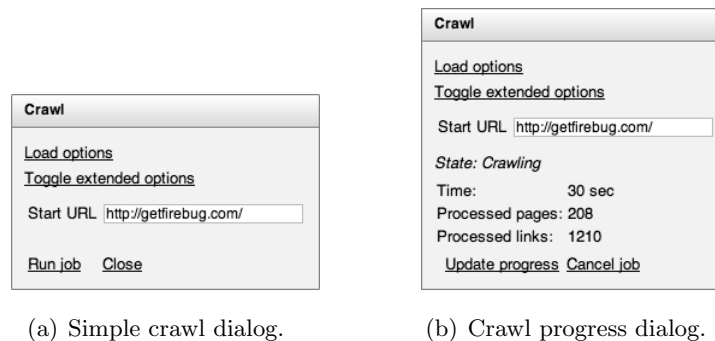 Crawl
Load options
Toggle extended options
Start URL http://getfirebug.com/
Run job Close
(a) Simple crawl dialog.
Crawl
Load options
Toggle extended options
Start URL http://getfirebug.com/
State: Crawling
Time: 30 sec
Processed pages: 208
Processed links: 1210
Update progress Cancel job
(b) Crawl progress dialog.